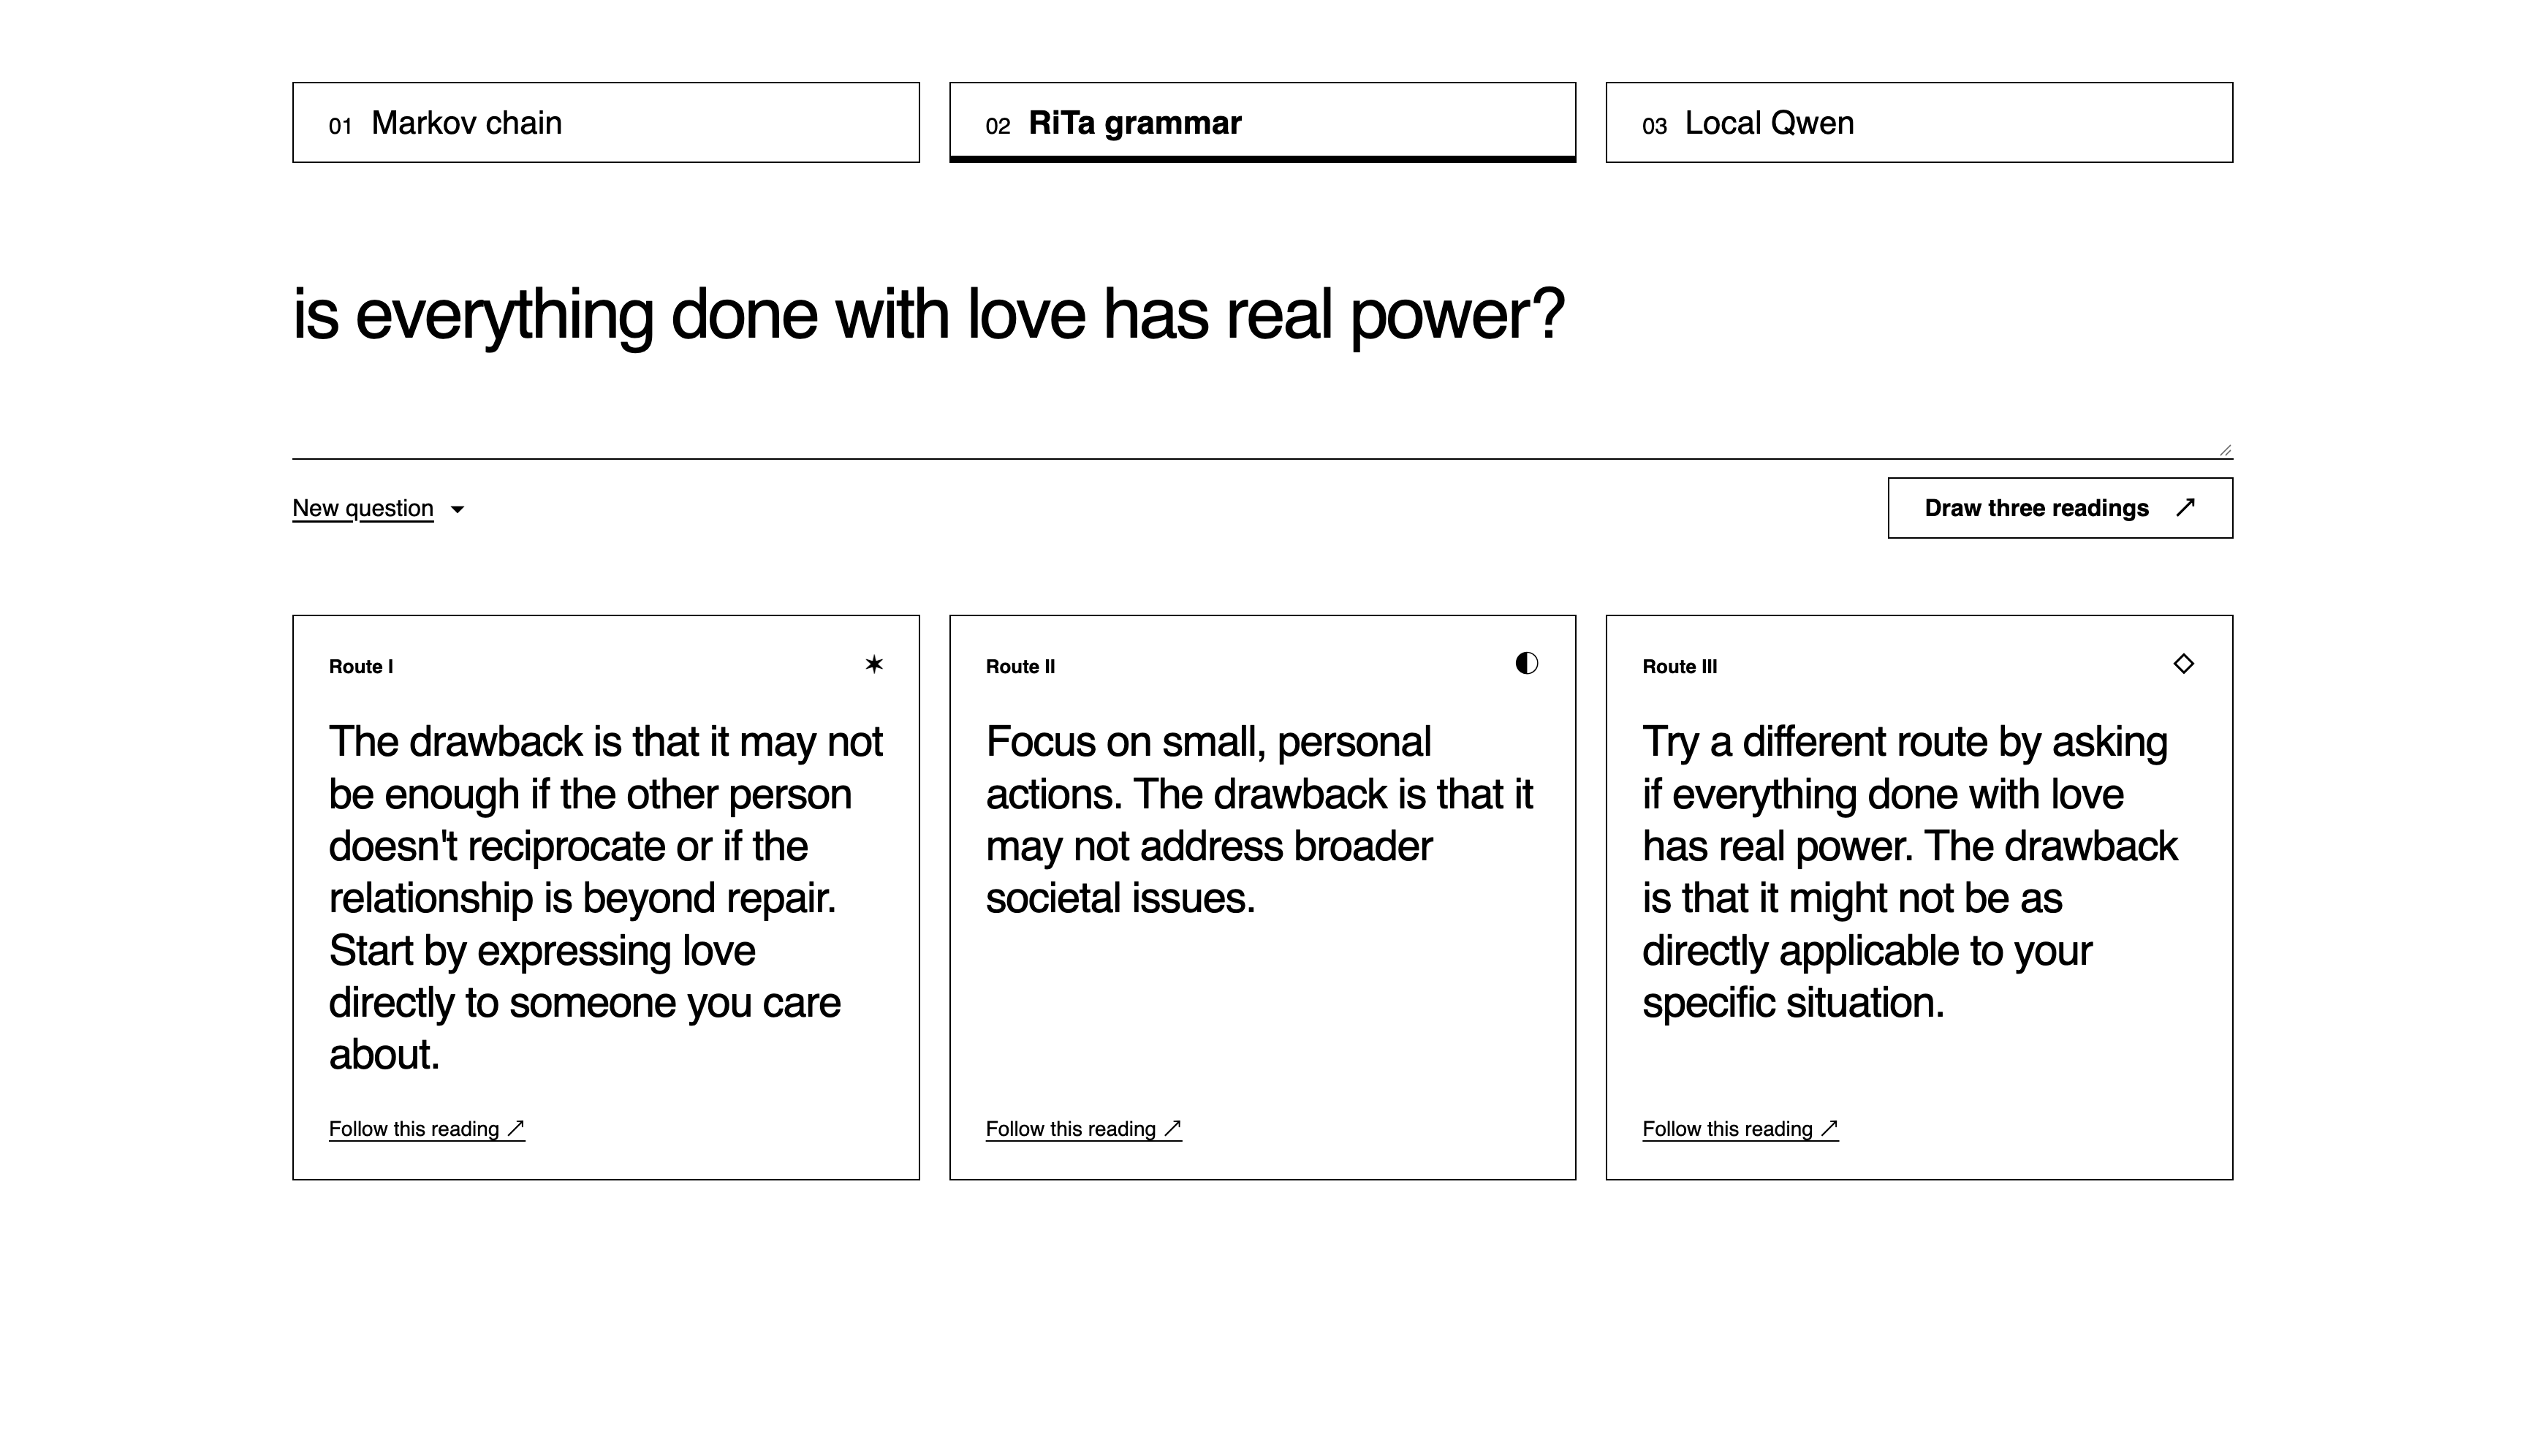 01 Markov chain
02 RiTa grammar
03 Local Qwen
is everything done with love has real power?
New question
Draw three readings ↗
Route I
The drawback is that it may not
be enough if the other person
doesn't reciprocate or if the
relationship is beyond repair.
Start by expressing love
directly to someone you care
about.
Follow this reading ↗
Route II
Focus on small, personal
actions. The drawback is that it
may not address broader
societal issues.
Follow this reading ↗
Route III
Try a different route by asking
if everything done with love
has real power. The drawback
is that it might not be as
directly applicable to your
specific situation.
Follow this reading ↗